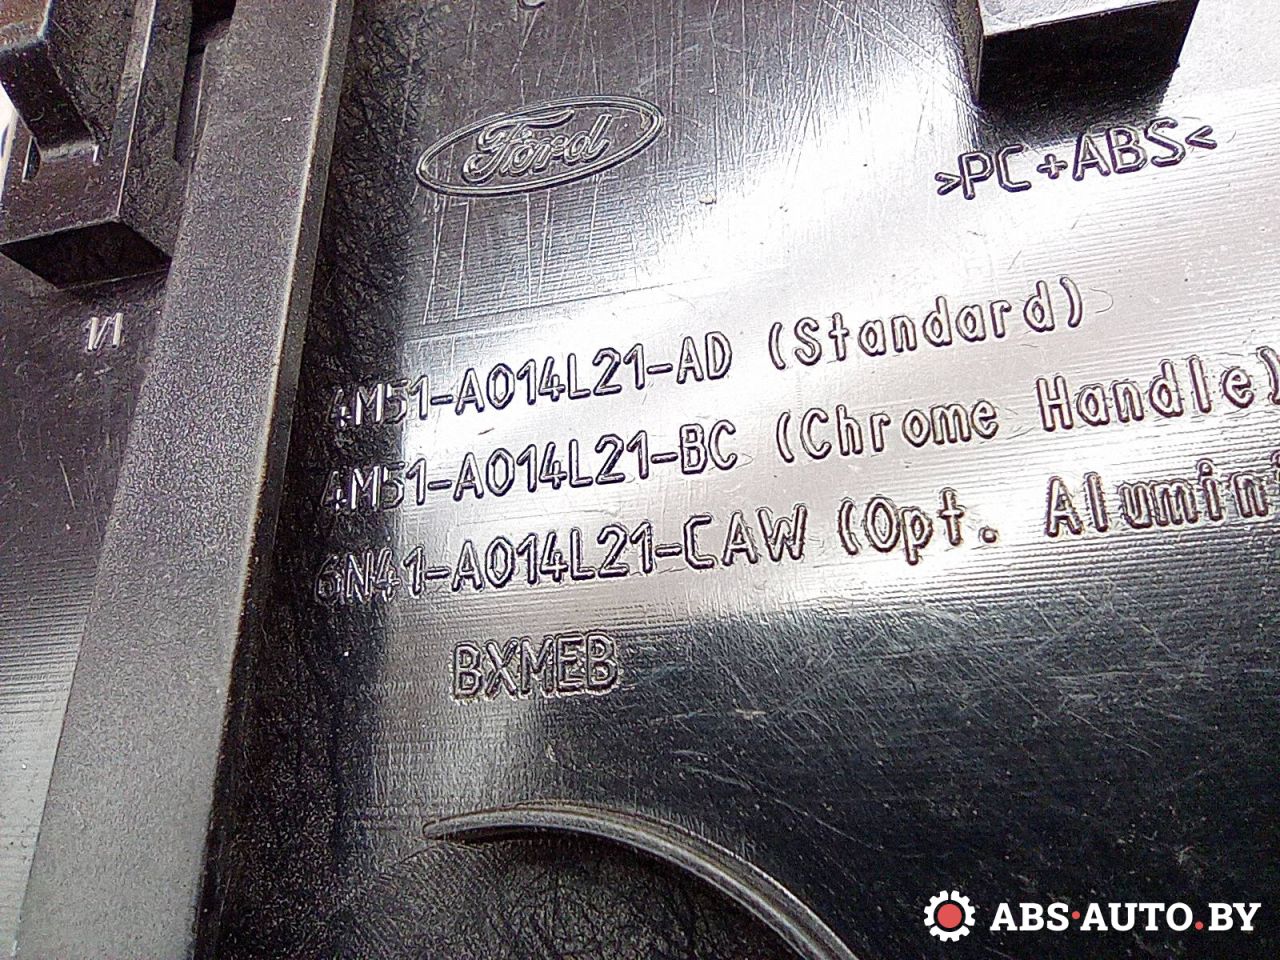 Ford
>PC+ABS<
4M51-A014L21-AD (Standard)
4M51-A014L21-BC (Chrome Handle)
6N41-A014L21-CAW (Opt. Alumini
BXMEB
ABS·AUTO.BY